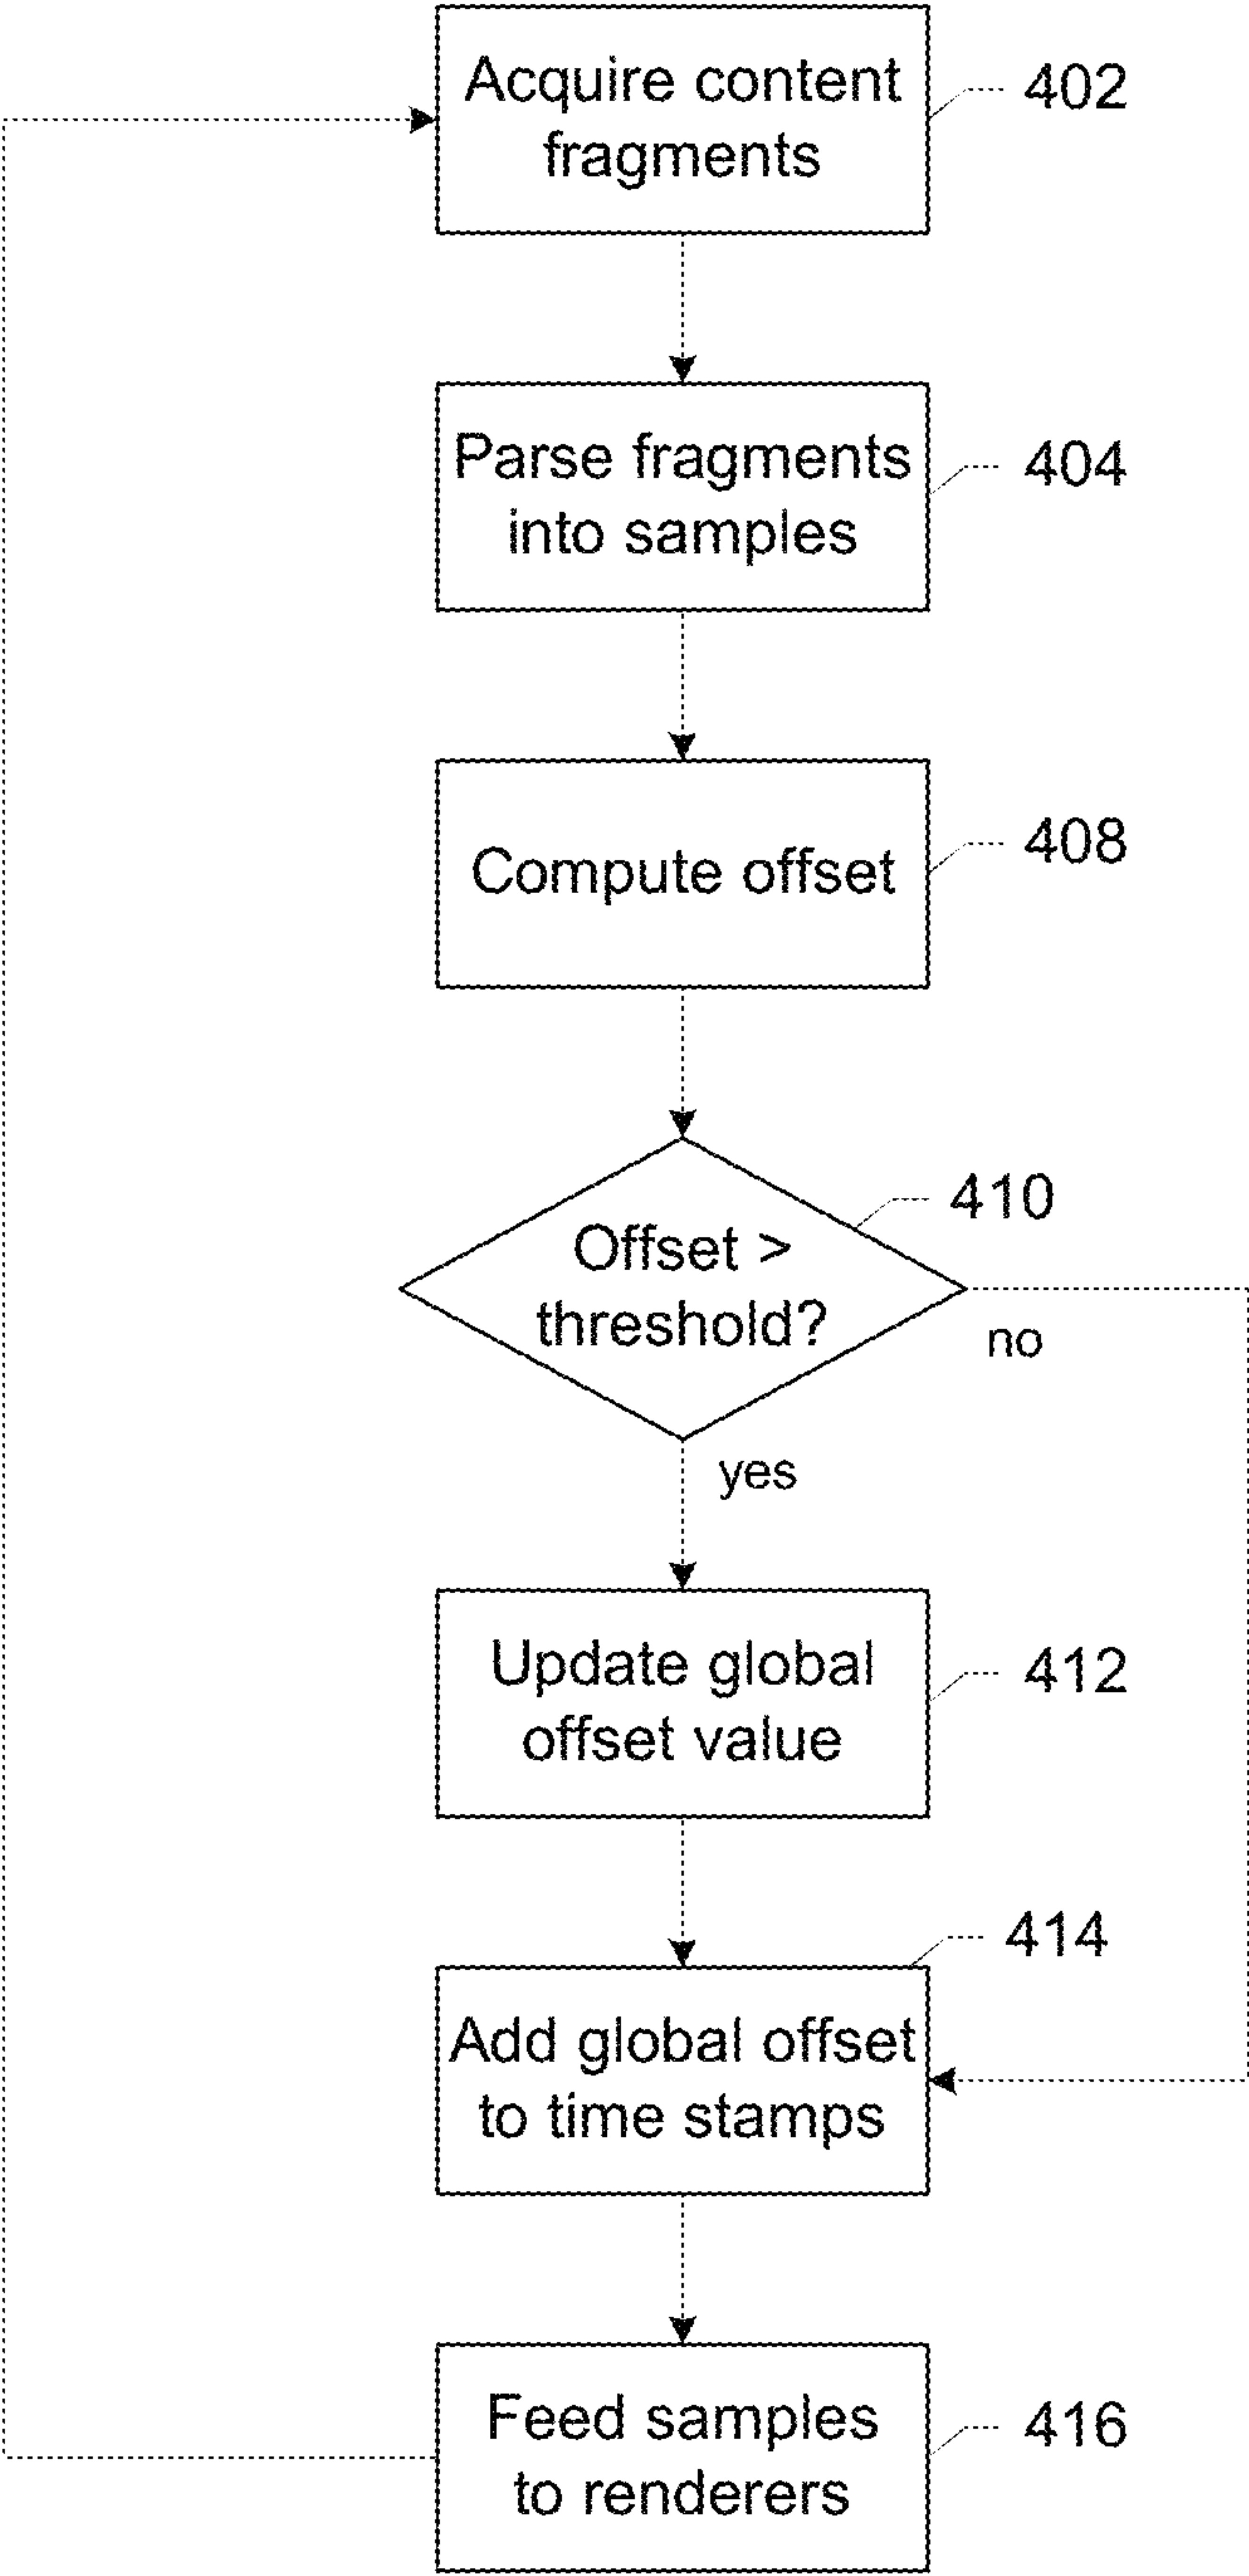 Acquire content
fragments
402
Parse fragments
into samples
404
Compute offset
408
Offset >
threshold?
410
no
yes
Update global
offset value
412
414
Add global offset
to time stamps
Feed samples
to renderers
416